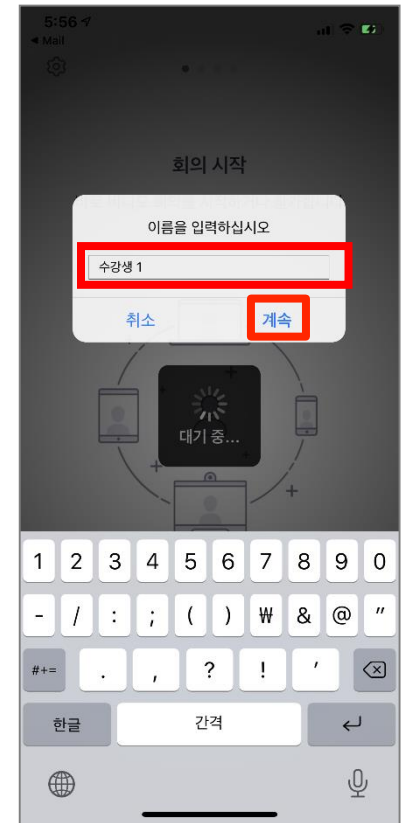 5:56
◀ Mail
회의 시작
이름을 입력하십시오
수강생 1
취소 계속
대기 중...
1 2 3 4 5 6 7 8 9 0
- / : ; ( ) ₩ & @ "
#+= . , ? ! '
한글 간격